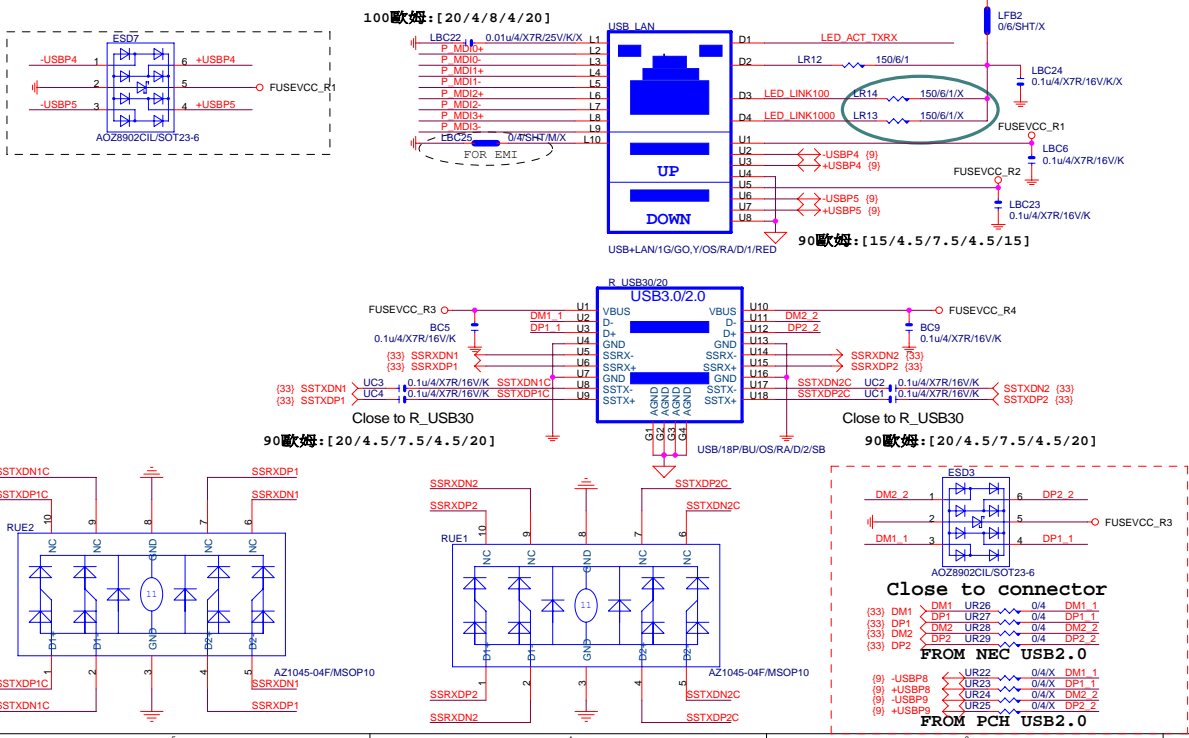 100歐姆:[20/4/8/4/20]
ESD7
-USBP4 1 6 +USBP4
2 5 FUSEVCC_R1
-USBP5 3 4 +USBP5
AOZ8902CIL/SOT23-6
USB_LAN
LBC22 0.01u/4/X7R/25V/K/X L1
P_MDI0+ L2
P_MDI0- L3
P_MDI1+ L4
P_MDI1- L5
P_MDI2+ L6
P_MDI2- L7
P_MDI3+ L8
P_MDI3- L9
LBC25 0/4/SHT/M/X L10
FOR EMI
UP
DOWN
USB+LAN/1G/GO,Y/OS/RA/D/1/RED
LFB2
0/6/SHT/X
D1 LED_ACT_TXRX
D2 LR12 150/6/1
LBC24
0.1u/4/X7R/16V/K/X
D3 LED_LINK100 LR14 150/6/1/X
D4 LED_LINK1000 LR13 150/6/1/X
FUSEVCC_R1
U1
U2 -USBP4 {9}
U3 +USBP4 {9}
U4
U5
U6 -USBP5 {9}
U7 +USBP5 {9}
U8
LBC6
0.1u/4/X7R/16V/K
FUSEVCC_R2
LBC23
0.1u/4/X7R/16V/K
90歐姆:[15/4.5/7.5/4.5/15]
R_USB30/20
USB3.0/2.0
FUSEVCC_R3 U1 VBUS VBUS U10 FUSEVCC_R4
DM1_1 U2 D- D- U11 DM2_2
DP1_1 U3 D+ D+ U12 DP2_2
BC5
0.1u/4/X7R/16V/K
BC9
0.1u/4/X7R/16V/K
U4 GND GND U13
{33} SSRXDN1 U5 SSRX- SSRX- U14 SSRXDN2 {33}
{33} SSRXDP1 U6 SSRX+ SSRX+ U15 SSRXDP2 {33}
U7 GND GND U16
{33} SSTXDN1 UC3 0.1u/4/X7R/16V/K SSTXDN1C U8 SSTX- SSTX- U17 SSTXDN2C UC2 0.1u/4/X7R/16V/K SSTXDN2 {33}
{33} SSTXDP1 UC4 0.1u/4/X7R/16V/K SSTXDP1C U9 SSTX+ SSTX+ U18 SSTXDP2C UC1 0.1u/4/X7R/16V/K SSTXDP2 {33}
AGND AGND AGND AGND
G1 G2 G3 G4
Close to R_USB30
Close to R_USB30
90歐姆:[20/4.5/7.5/4.5/20]
USB/18P/BU/OS/RA/D/2/SB
90歐姆:[20/4.5/7.5/4.5/20]
SSTXDN1C SSRXDP1
SSTXDP1C SSRXDN1
RUE2
10 9 8 7 6
NC NC GND NC NC
11
D1+ D1- GND D2+ D2-
1 2 3 4 5
AZ1045-04F/MSOP10
SSTXDP1C SSRXDN1
SSTXDN1C SSRXDP1
SSRXDN2 SSTXDP2C
SSRXDP2 SSTXDN2C
RUE1
10 9 8 7 6
NC NC GND NC NC
11
D1+ D1- GND D2+ D2-
1 2 3 4 5
AZ1045-04F/MSOP10
SSRXDP2 SSTXDN2C
SSRXDN2 SSTXDP2C
ESD3
DM2_2 1 6 DP2_2
2 5 FUSEVCC_R3
DM1_1 3 4 DP1_1
AOZ8902CIL/SOT23-6
Close to connector
{33} DM1 DM1 UR26 0/4 DM1_1
{33} DP1 DP1 UR27 0/4 DP1_1
{33} DM2 DM2 UR28 0/4 DM2_2
{33} DP2 DP2 UR29 0/4 DP2_2
FROM NEC USB2.0
{9} -USBP8 UR22 0/4/X DM1_1
{9} +USBP8 UR23 0/4/X DP1_1
{9} -USBP9 UR24 0/4/X DM2_2
{9} +USBP9 UR25 0/4/X DP2_2
FROM PCH USB2.0